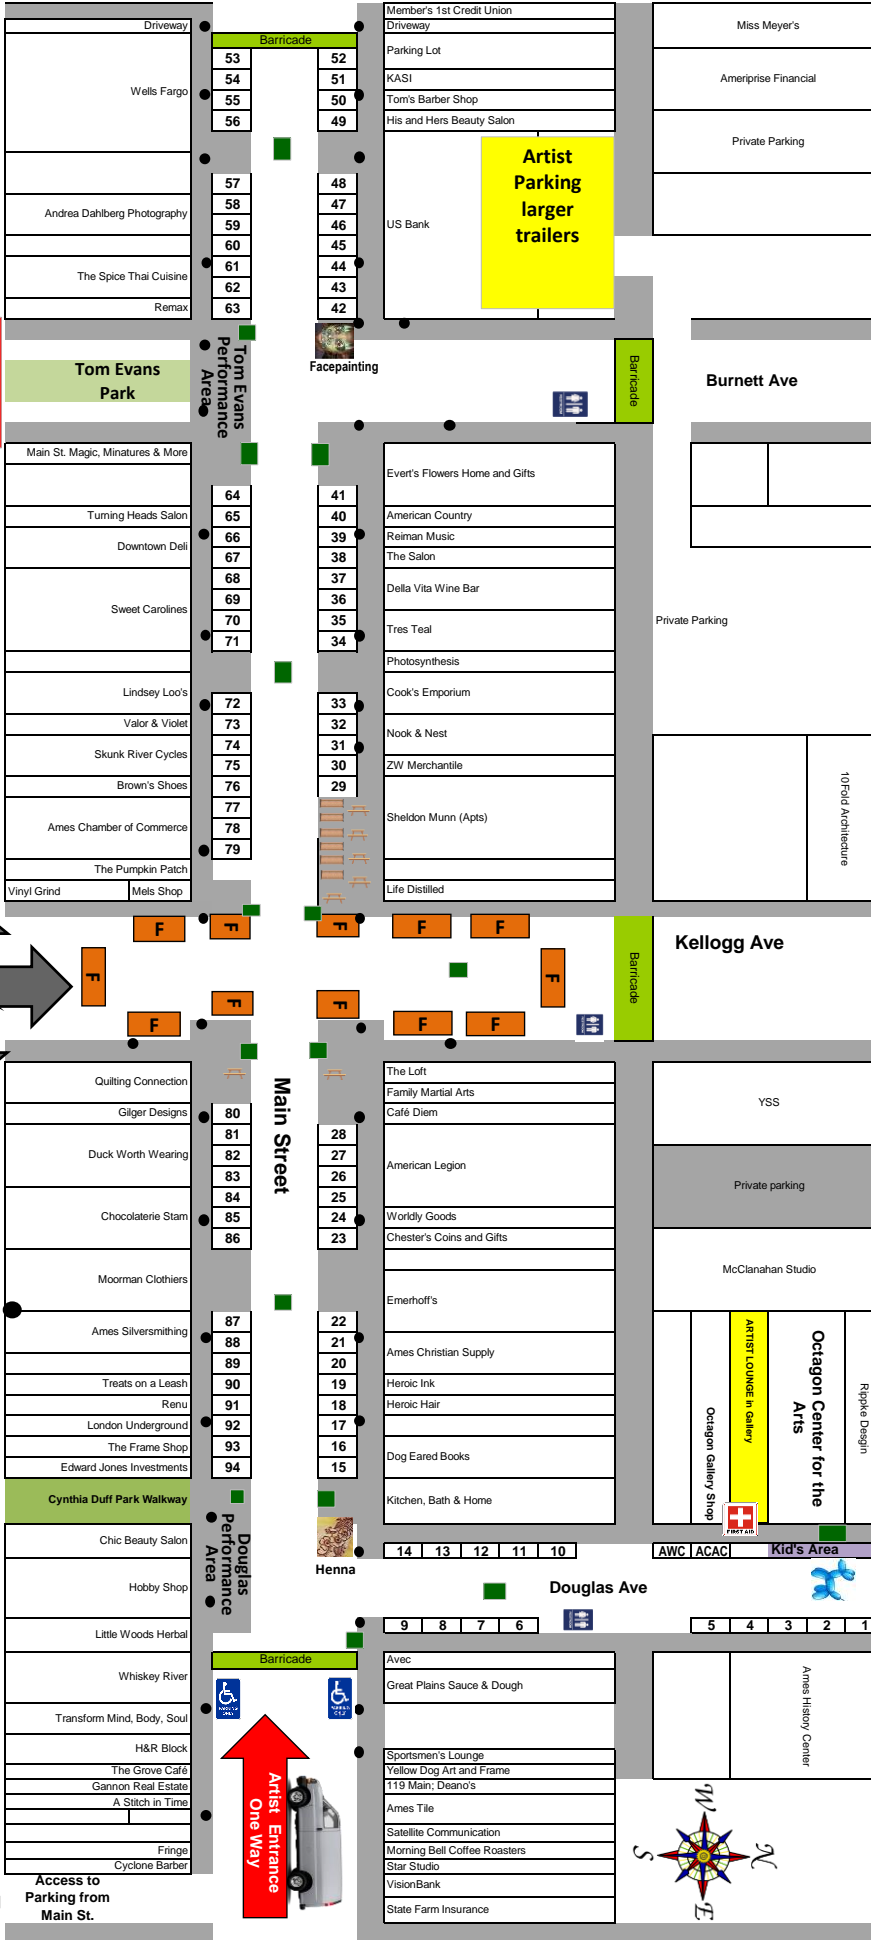 Member's 1st Credit Union
Miss Meyer's
Driveway
Driveway
Barricade
Parking Lot
53
52
54
51
KASI
Ameriprise Financial
Wells Fargo
55
50
Tom's Barber Shop
56
49
His and Hers Beauty Salon
Private Parking
Artist
Parking
larger
trailers
57
48
58
47
Andrea Dahlberg Photography
59
46
US Bank
60
45
61
44
The Spice Thai Cuisine
62
43
Remax
63
42
Tom Evans
Performance
Area
Facepainting
Tom Evans
Park
Barricade
Burnett Ave
Main St. Magic, Minatures & More
Evert's Flowers Home and Gifts
64
41
Turning Heads Salon
65
40
American Country
66
39
Reiman Music
Downtown Deli
67
38
The Salon
68
37
Della Vita Wine Bar
69
36
Sweet Carolines
70
35
Tres Teal
Private Parking
71
34
Photosynthesis
Lindsey Loo's
72
33
Cook's Emporium
Valor & Violet
73
32
Nook & Nest
74
31
Skunk River Cycles
75
30
ZW Merchantile
Brown's Shoes
76
29
77
Ames Chamber of Commerce
78
Sheldon Munn (Apts)
10Fold Architecture
79
The Pumpkin Patch
Vinyl Grind
Mels Shop
Life Distilled
F
F
F
F
F
Kellogg Ave
F
F
Barricade
F
F
F
F
F
Quilting Connection
The Loft
Family Martial Arts
Main Street
YSS
Gilger Designs
80
Café Diem
81
28
Duck Worth Wearing
82
27
American Legion
83
26
84
25
Private parking
Chocolaterie Stam
85
24
Worldly Goods
86
23
Chester's Coins and Gifts
Moorman Clothiers
McClanahan Studio
Emerhoff's
87
22
Ames Silversmithing
88
21
Ames Christian Supply
89
20
Treats on a Leash
90
19
Heroic Ink
Renu
91
18
Heroic Hair
London Underground
92
17
The Frame Shop
93
16
Dog Eared Books
Edward Jones Investments
94
15
Octagon Gallery Shop
ARTIST LOUNGE in Gallery
Octagon Center for the
Arts
Rippke Desgin
Cynthia Duff Park Walkway
Kitchen, Bath & Home
FIRST AID
Chic Beauty Salon
Douglas
Performance
Area
Henna
14
13
12
11
10
AWC
ACAC
Kid's Area
Hobby Shop
Douglas Ave
Little Woods Herbal
9
8
7
6
5
4
3
2
1
Barricade
Avec
Whiskey River
Great Plains Sauce & Dough
PARKING
ONLY
PARKING
ONLY
Transform Mind, Body, Soul
Ames History Center
H&R Block
Sportsmen's Lounge
The Grove Café
Yellow Dog Art and Frame
Gannon Real Estate
119 Main; Deano's
A Stitch in Time
Ames Tile
Artist Entrance
One Way
Satellite Communication
Fringe
Morning Bell Coffee Roasters
Cyclone Barber
Star Studio
W
N
S
E
Access to
Parking from
Main St.
VisionBank
State Farm Insurance